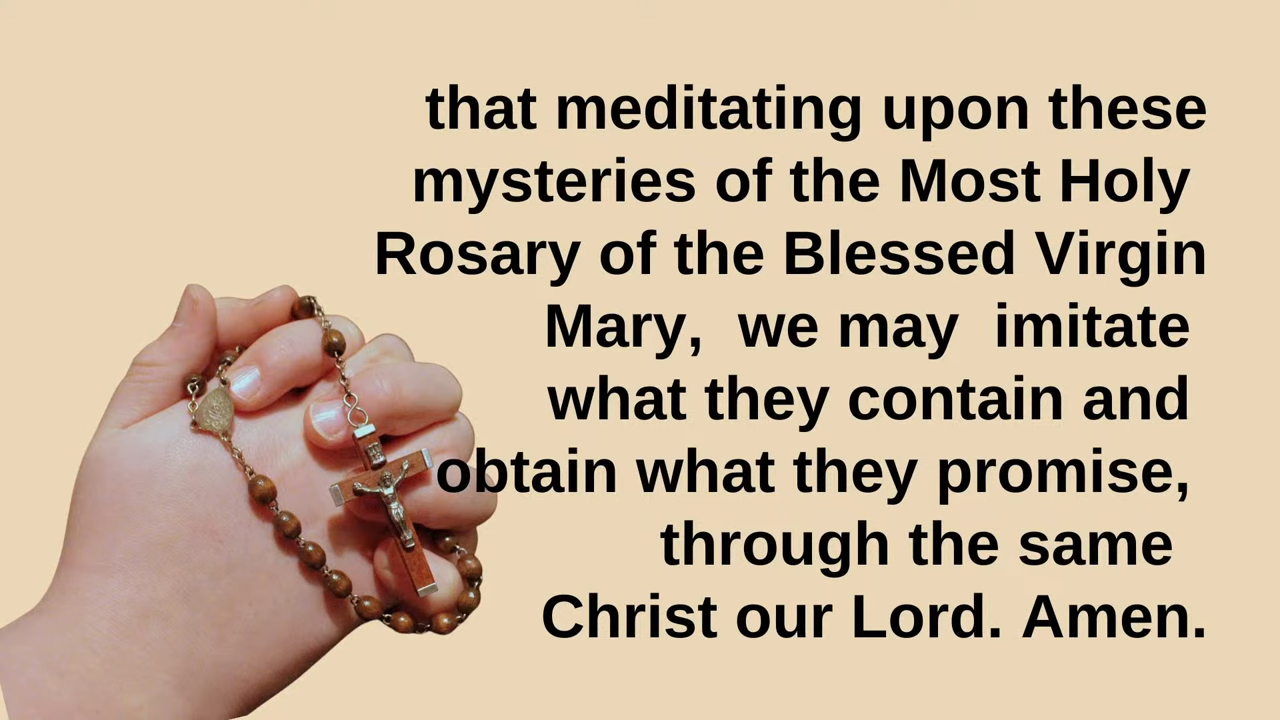 that meditating upon these
mysteries of the Most Holy
Rosary of the Blessed Virgin
Mary,  we may  imitate
what they contain and
obtain what they promise,
through the same
Christ our Lord. Amen.